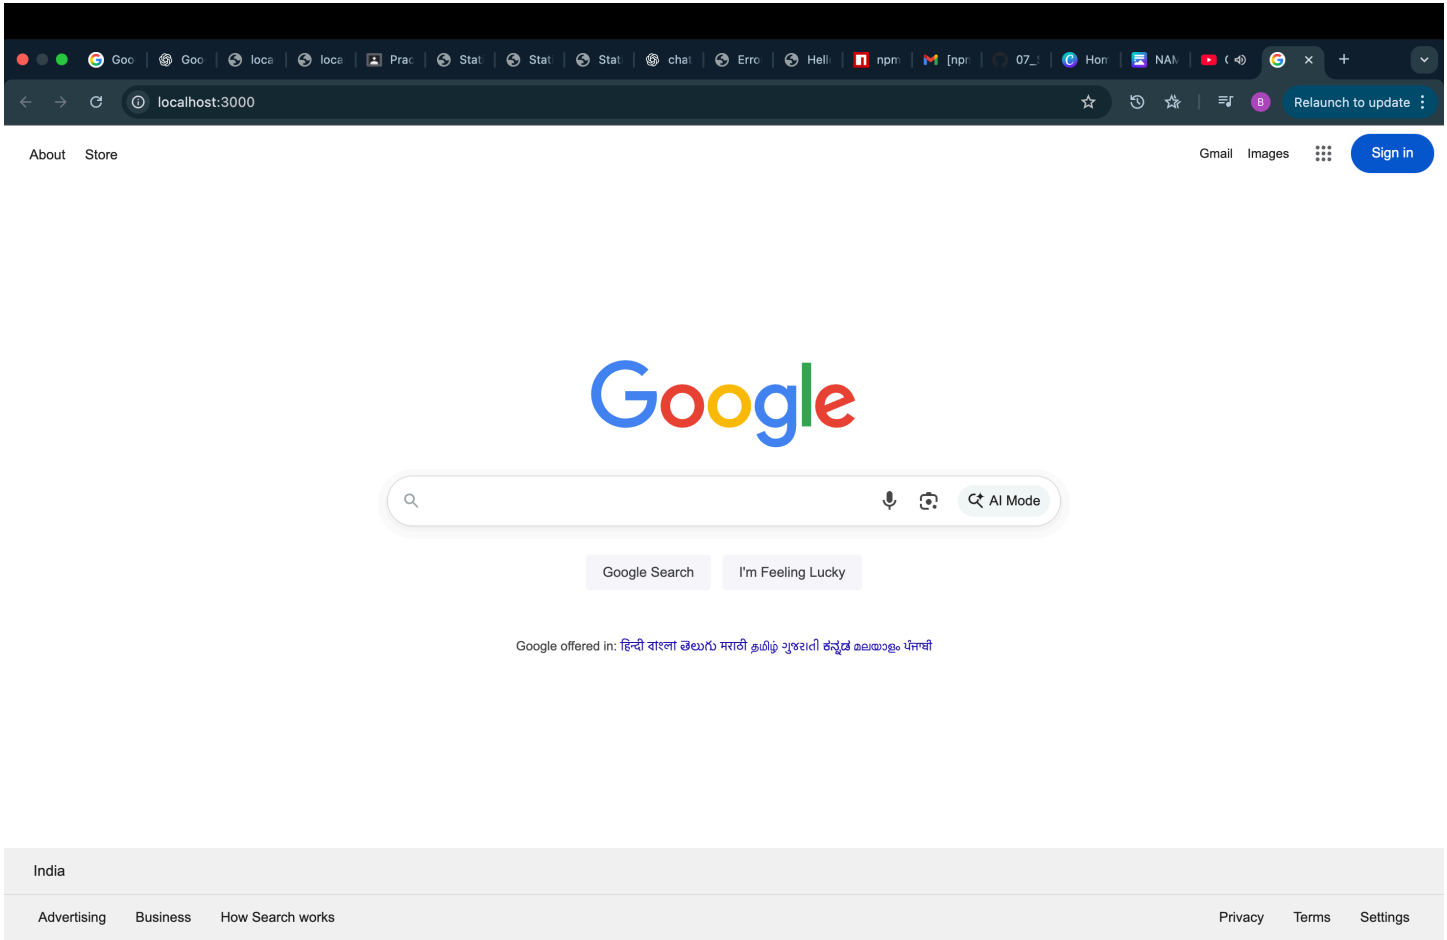 Goo Goo loca loca Prac Stat Stat Stat chat Erro Hell npm [npr 07_S Hom NAM
localhost:3000 B Relaunch to update
About Store Gmail Images Sign in
Google
AI Mode
Google Search I'm Feeling Lucky
Google offered in: हिन्दी বাংলা తెలుగు मराठी தமிழ் ગુજરાતી ಕನ್ನಡ മലയാളം ਪੰਜਾਬੀ
India
Advertising Business How Search works Privacy Terms Settings